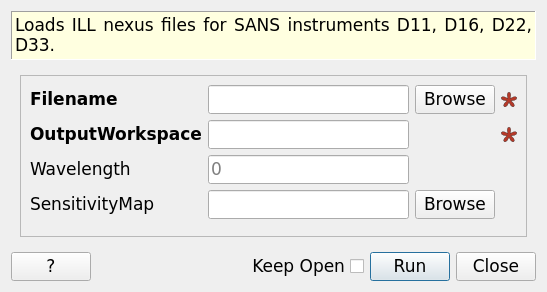 Loads ILL nexus files for SANS instruments D11, D16, D22,
D33.
Filename Browse *
OutputWorkspace *
Wavelength 0
SensitivityMap Browse
? Keep Open Run Close